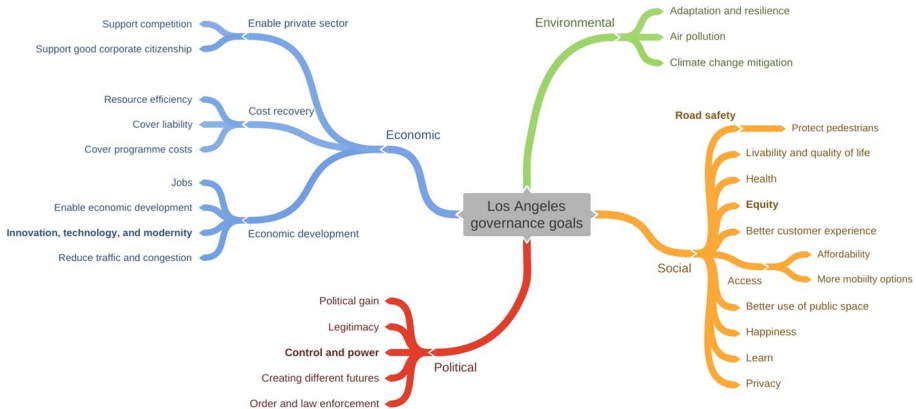 Los Angeles
governance goals
Economic
Enable private sector
Support competition
Support good corporate citizenship
Cost recovery
Resource efficiency
Cover liability
Cover programme costs
Economic development
Jobs
Enable economic development
Innovation, technology, and modernity
Reduce traffic and congestion
Environmental
Adaptation and resilience
Air pollution
Climate change mitigation
Social
Road safety
Protect pedestrians
Livability and quality of life
Health
Equity
Better customer experience
Access
Affordability
More mobiilty options
Better use of public space
Happiness
Learn
Privacy
Political
Political gain
Legitimacy
Control and power
Creating different futures
Order and law enforcement